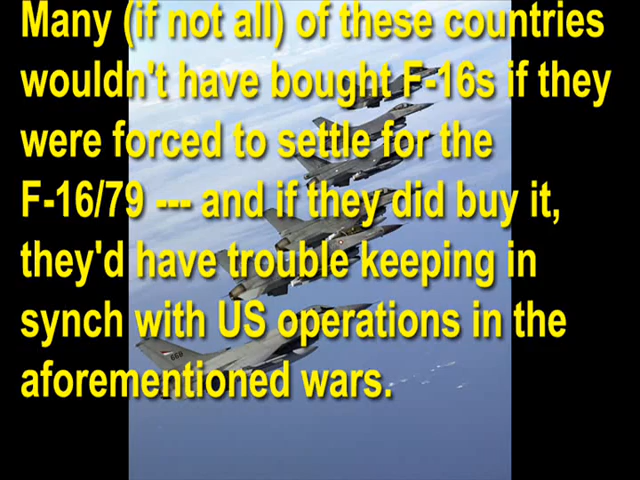 Many (if not all) of these countries
wouldn't have bought F-16s if they
were forced to settle for the
F-16/79 --- and if they did buy it,
they'd have trouble keeping in
synch with US operations in the
aforementioned wars.
668